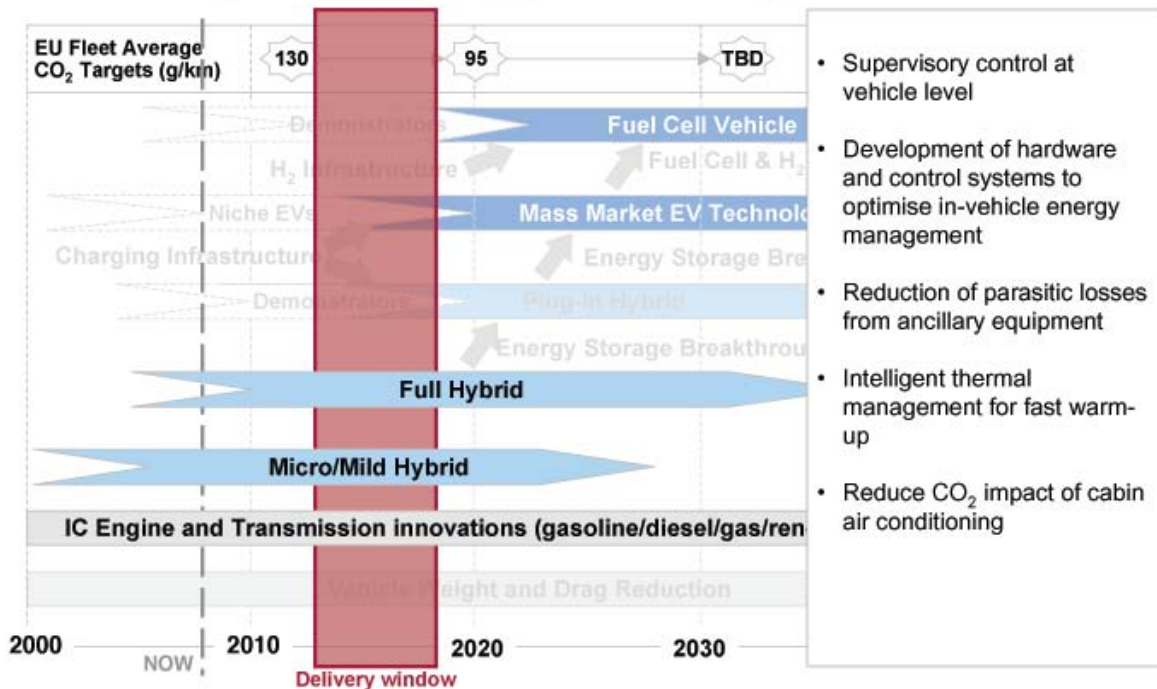 EU Fleet Average
CO₂ Targets (g/km)
130
95
TBD
Demonstrators
Fuel Cell Vehicle
H₂ Infrastructure
Fuel Cell & H₂
Niche EVs
Mass Market EV Technolo
Charging Infrastructure
Energy Storage Brea
Demonstrators
Plug-In Hybrid
Energy Storage Breakthrou
Full Hybrid
Micro/Mild Hybrid
IC Engine and Transmission innovations (gasoline/diesel/gas/ren
Vehicle Weight and Drag Reduction
2000
NOW
2010
2020
2030
Delivery window
• Supervisory control at
vehicle level
• Development of hardware
and control systems to
optimise in-vehicle energy
management
• Reduction of parasitic losses
from ancillary equipment
• Intelligent thermal
management for fast warm-
up
• Reduce CO₂ impact of cabin
air conditioning